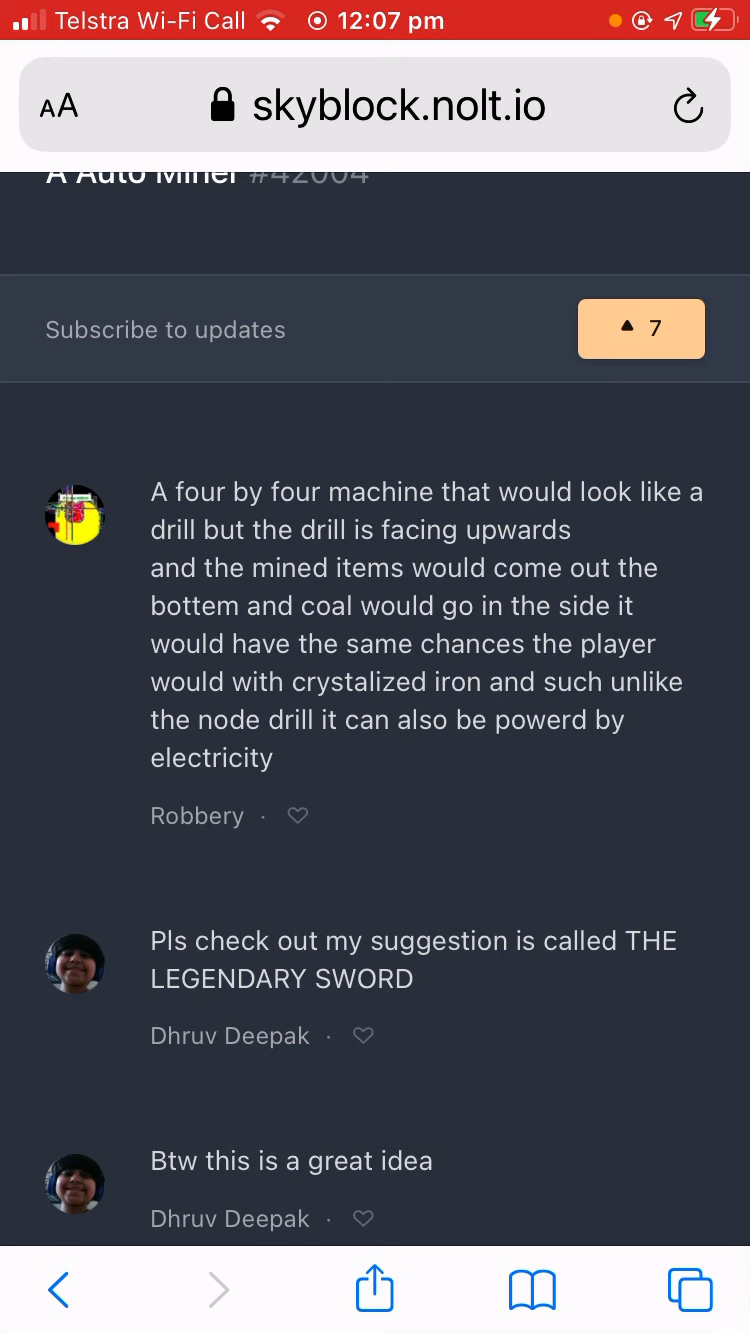 Telstra Wi-Fi Call 12:07 pm
AA skyblock.nolt.io
A Auto Miner #42004
Subscribe to updates
7
A four by four machine that would look like a
drill but the drill is facing upwards
and the mined items would come out the
bottem and coal would go in the side it
would have the same chances the player
would with crystalized iron and such unlike
the node drill it can also be powerd by
electricity
Robbery ·
Pls check out my suggestion is called THE
LEGENDARY SWORD
Dhruv Deepak ·
Btw this is a great idea
Dhruv Deepak ·